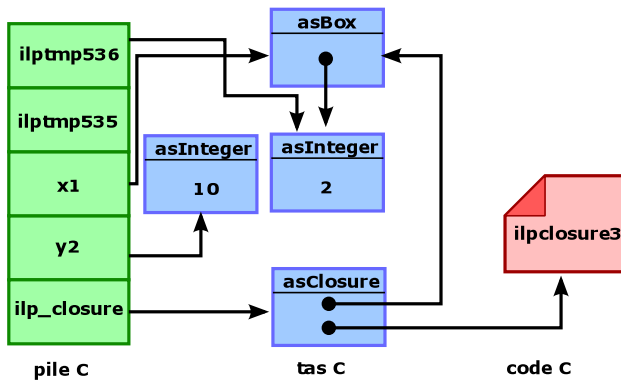 ilptmp536
ilptmp535
x1
y2
ilp_closure
pile C
asBox
asInteger
10
asInteger
2
asClosure
tas C
ilpclosure3
code C